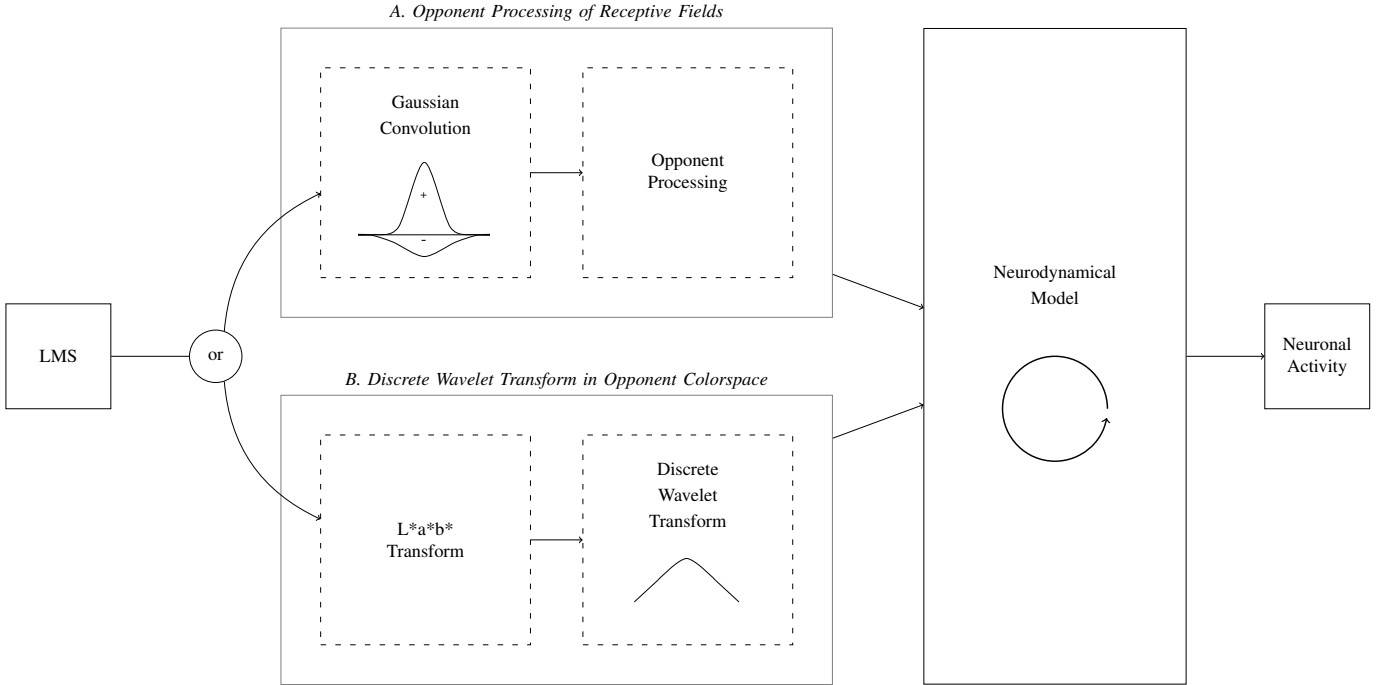 A. Opponent Processing of Receptive Fields
Gaussian
Convolution
+
-
Opponent
Processing
LMS
or
B. Discrete Wavelet Transform in Opponent Colorspace
L*a*b*
Transform
Discrete
Wavelet
Transform
Neurodynamical
Model
Neuronal
Activity